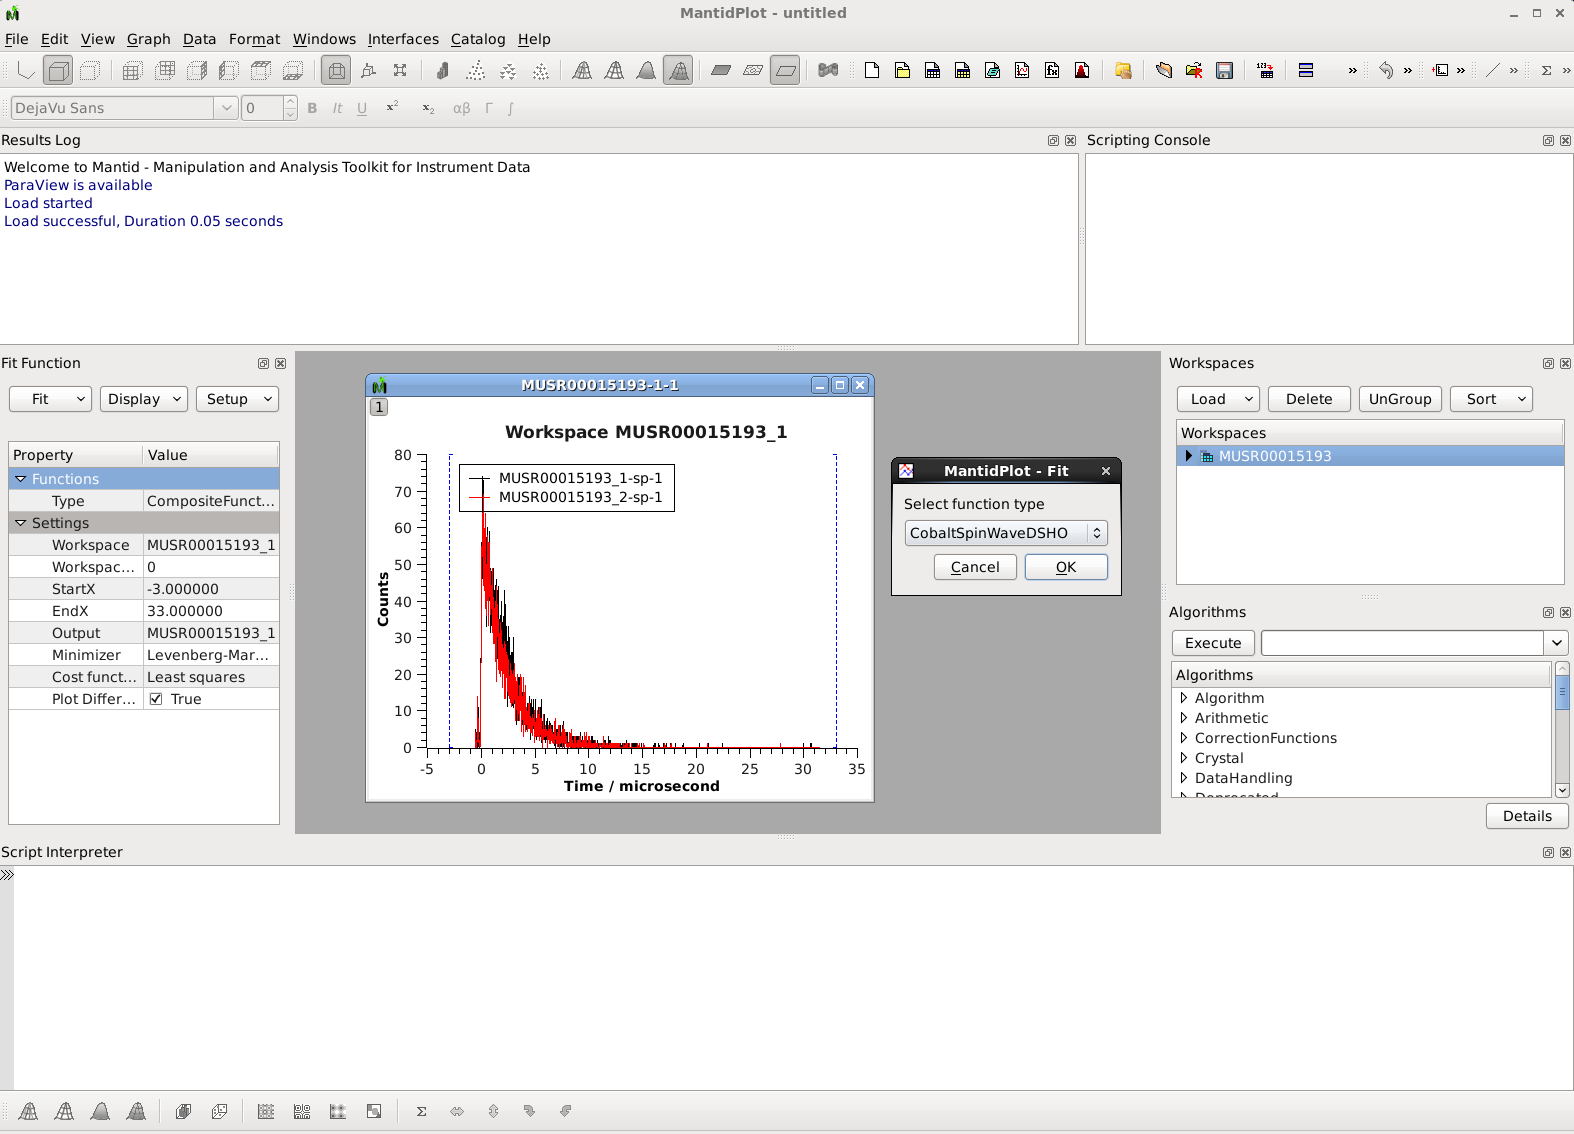 MantidPlot - untitled
File Edit View Graph Data Format Windows Interfaces Catalog Help
DejaVu Sans 0 B It U x² x₂ αβ Γ ∫
Results Log
Scripting Console
Welcome to Mantid - Manipulation and Analysis Toolkit for Instrument Data
ParaView is available
Load started
Load successful, Duration 0.05 seconds
Fit Function
Fit Display Setup
Property Value
Functions
Type CompositeFunct...
Settings
Workspace MUSR00015193_1
Workspac... 0
StartX -3.000000
EndX 33.000000
Output MUSR00015193_1
Minimizer Levenberg-Mar...
Cost funct... Least squares
Plot Differ... True
MUSR00015193-1-1
1
Workspace MUSR00015193_1
MUSR00015193_1-sp-1
MUSR00015193_2-sp-1
80
70
60
50
40
30
20
10
0
Counts
-5 0 5 10 15 20 25 30 35
Time / microsecond
MantidPlot - Fit
Select function type
CobaltSpinWaveDSHO
Cancel OK
Workspaces
Load Delete UnGroup Sort
Workspaces
MUSR00015193
Algorithms
Execute
Algorithms
Algorithm
Arithmetic
CorrectionFunctions
Crystal
DataHandling
Deprecated
Details
Script Interpreter